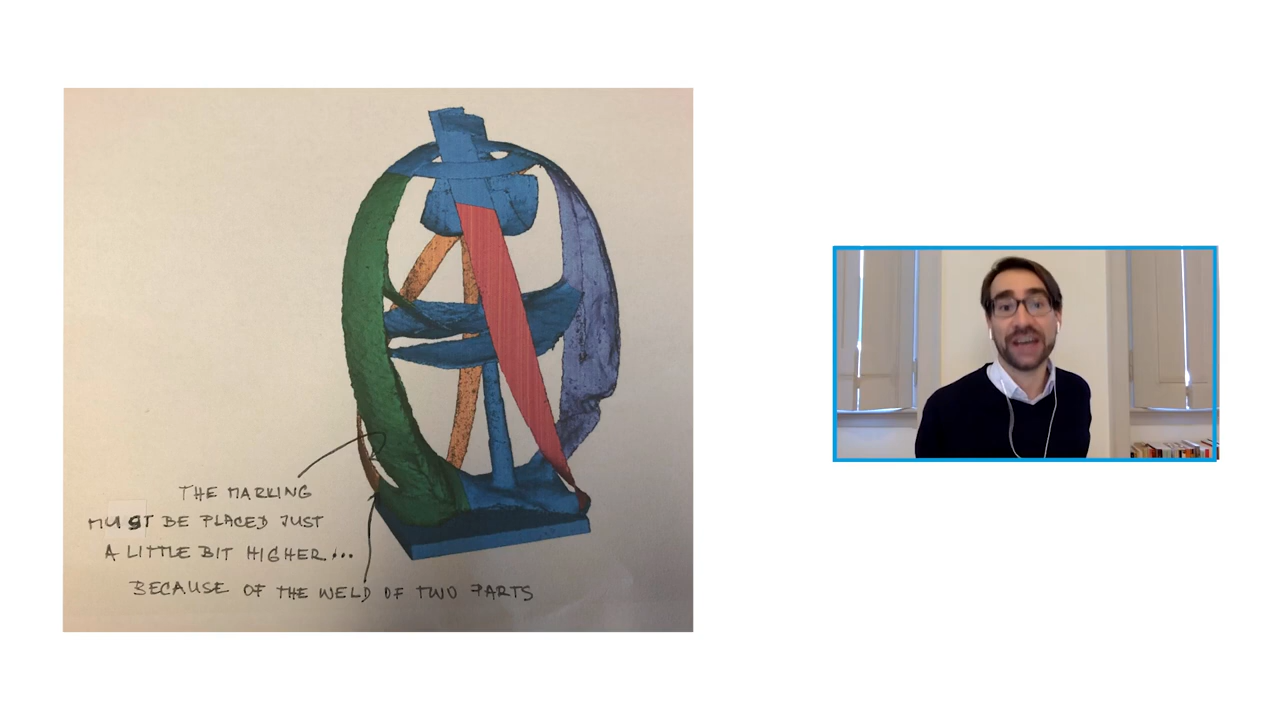 THE MARKING
MUST BE PLACED JUST
A LITTLE BIT HIGHER...
BECAUSE OF THE WELD OF TWO PARTS